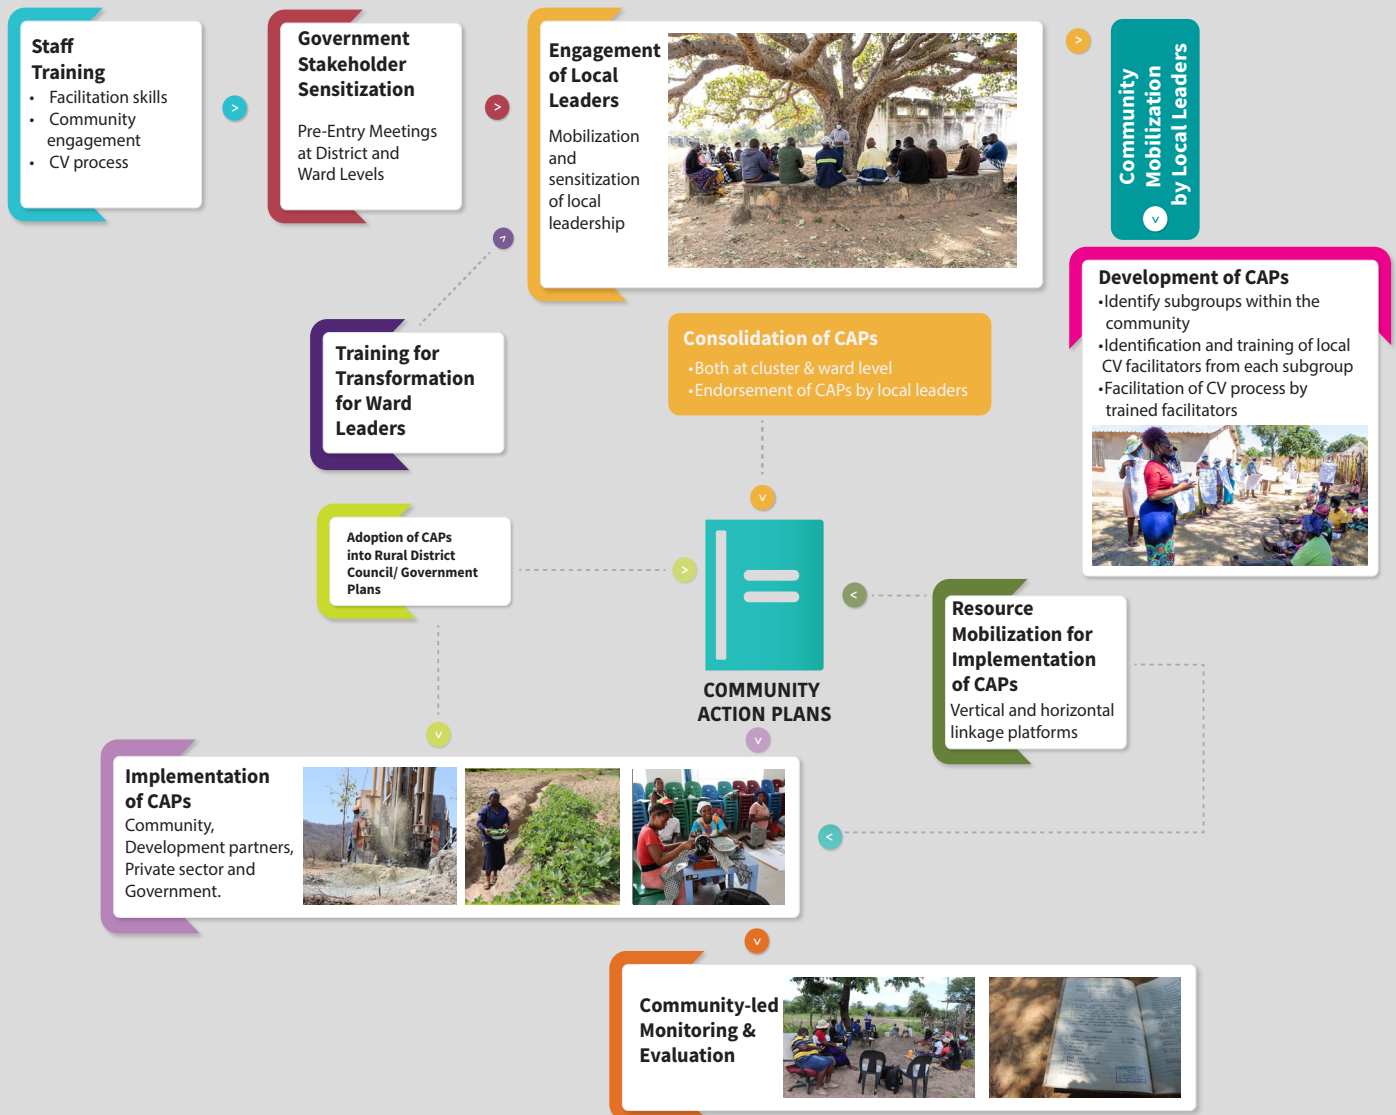 Staff
Training
• Facilitation skills
• Community
engagement
• CV process
Government
Stakeholder
Sensitization
Pre-Entry Meetings
at District and
Ward Levels
Engagement
of Local
Leaders
Mobilization
and
sensitization
of local
leadership
Community
Mobilization
by Local Leaders
Development of CAPs
•Identify subgroups within the
community
•Identification and training of local
CV facilitators from each subgroup
•Facilitation of CV process by
trained facilitators
Training for
Transformation
for Ward
Leaders
Consolidation of CAPs
•Both at cluster & ward level
•Endorsement of CAPs by local leaders
Adoption of CAPs
into Rural District
Council/ Government
Plans
COMMUNITY
ACTION PLANS
Resource
Mobilization for
Implementation
of CAPs
Vertical and horizontal
linkage platforms
Implementation
of CAPs
Community,
Development partners,
Private sector and
Government.
Community-led
Monitoring &
Evaluation